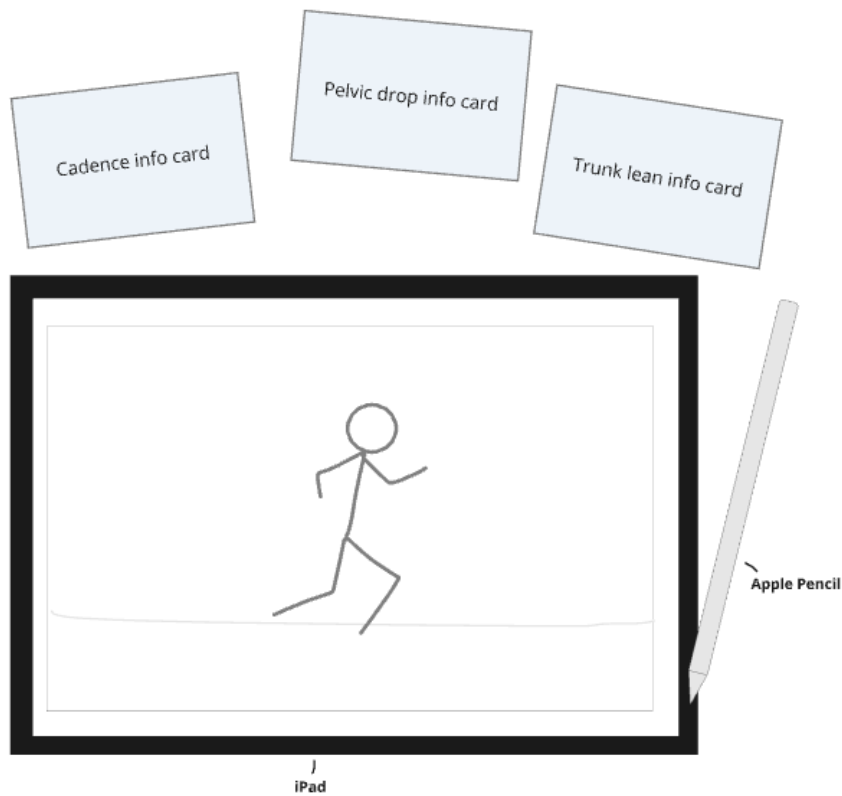 Pelvic drop info card
Cadence info card
Trunk lean info card
Apple Pencil
iPad